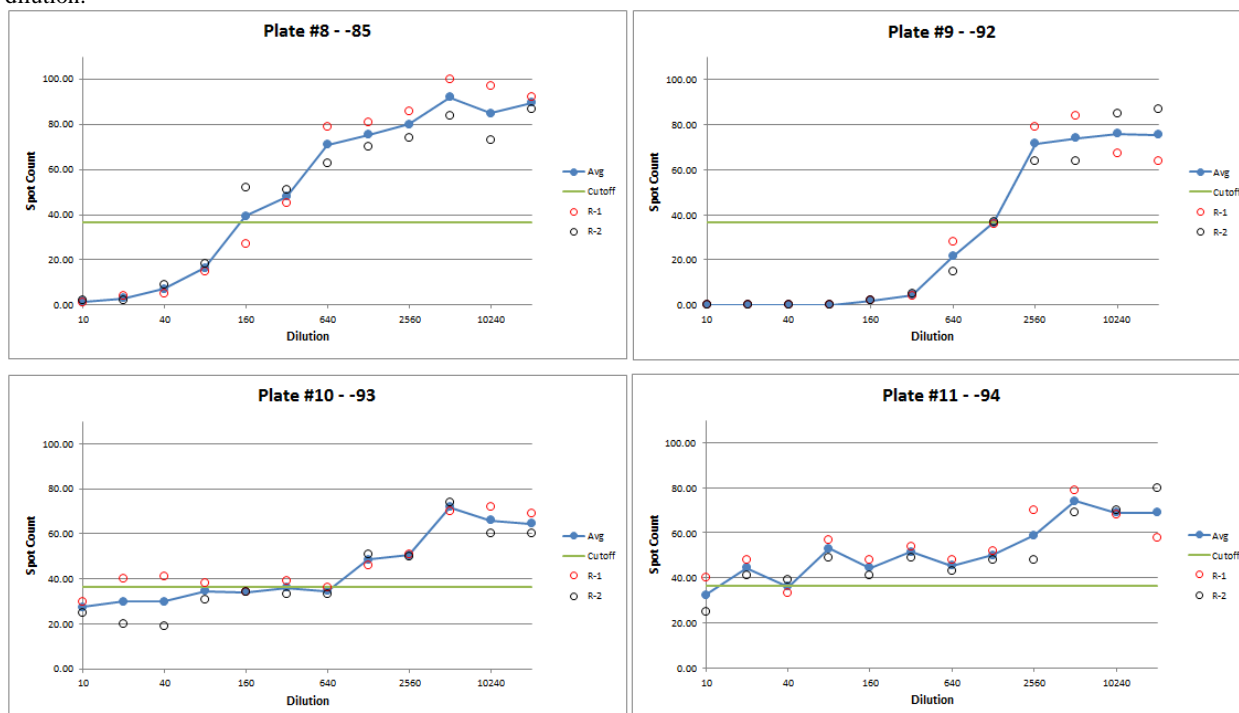 dilution.
Plate #8 - -85
100.00
80.00
60.00
40.00
20.00
0.00
Spot Count
10 40 160 640 2560 10240
Dilution
Avg
Cutoff
R-1
R-2
Plate #9 - -92
100.00
80.00
60.00
40.00
20.00
0.00
Spot Count
10 40 160 640 2560 10240
Dilution
Avg
Cutoff
R-1
R-2
Plate #10 - -93
100.00
80.00
60.00
40.00
20.00
0.00
Spot Count
10 40 160 640 2560 10240
Dilution
Avg
Cutoff
R-1
R-2
Plate #11 - -94
100.00
80.00
60.00
40.00
20.00
0.00
Spot Count
10 40 160 640 2560 10240
Dilution
Avg
Cutoff
R-1
R-2